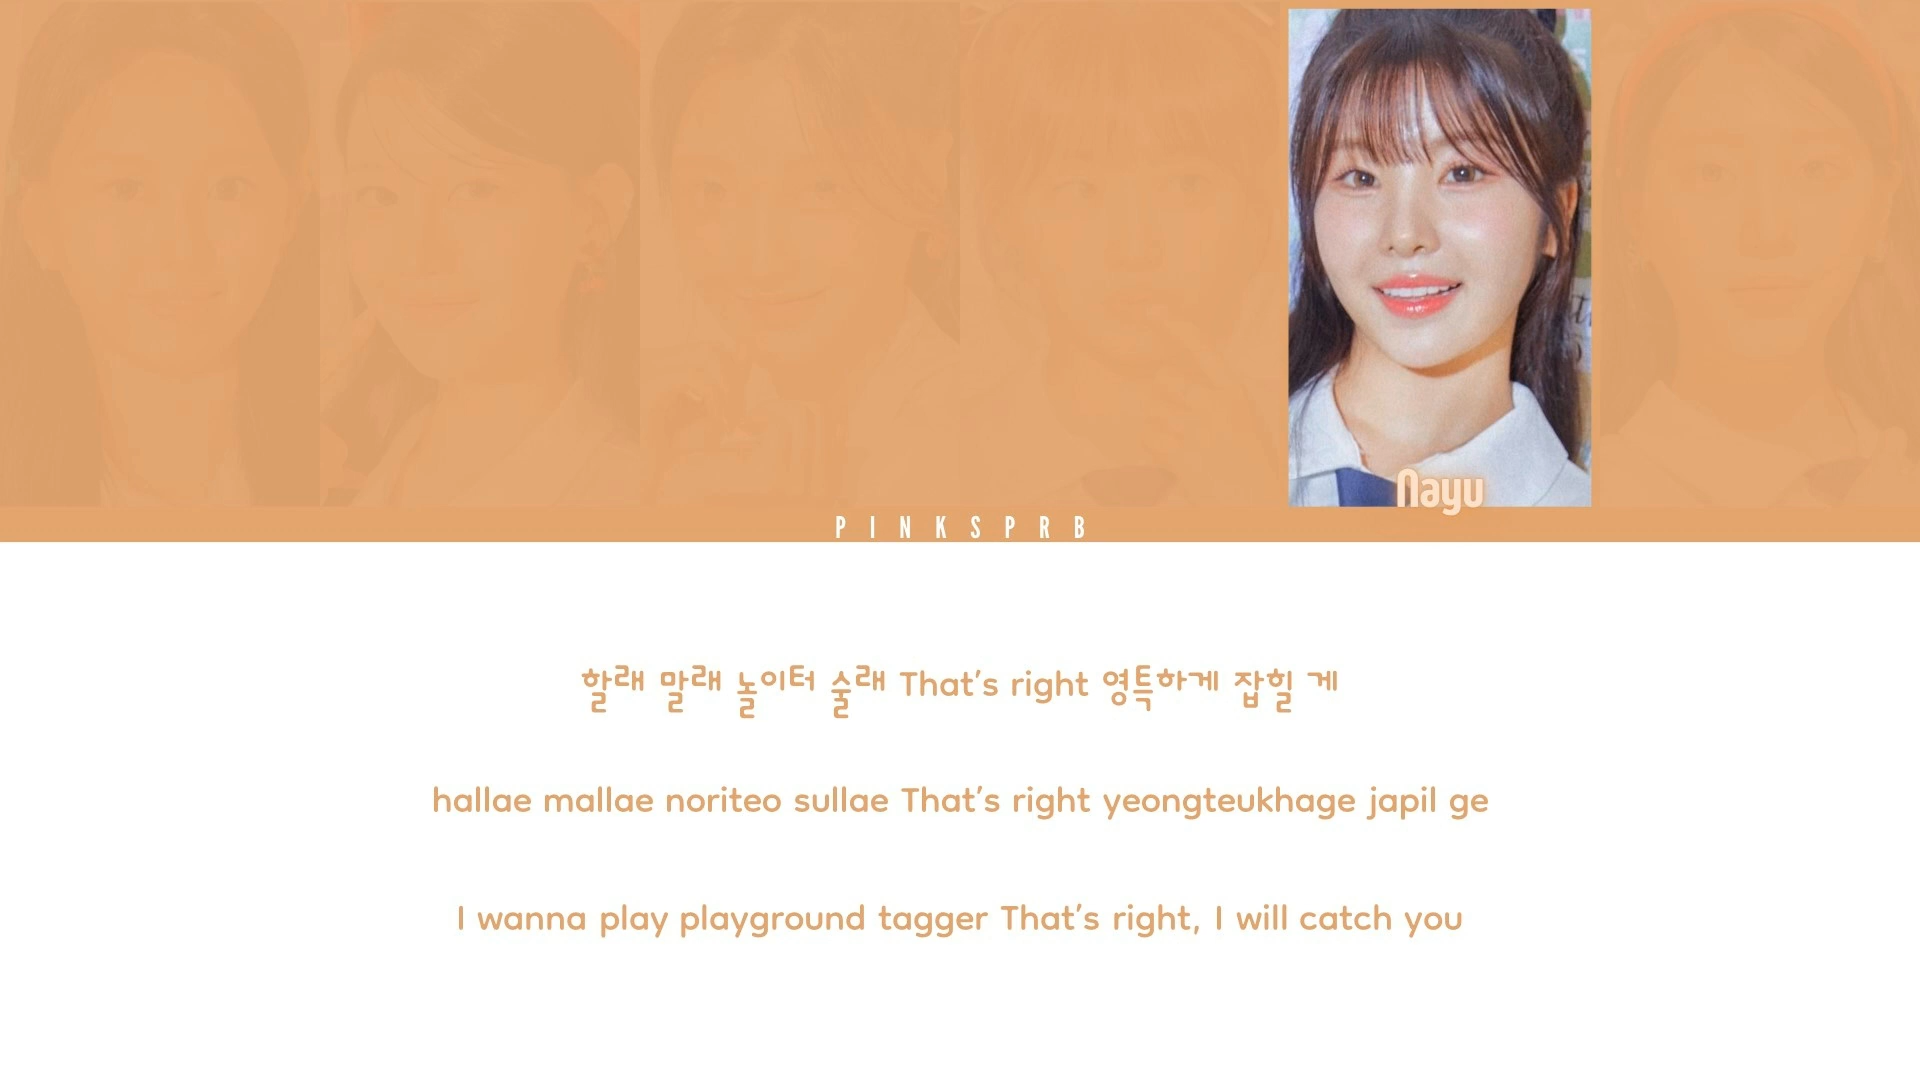 Nayu
PINKSPRB
할래 말래 놀이터 술래 That's right 영특하게 잡힐 게
hallae mallae noriteo sullae That's right yeongteukhage japil ge
I wanna play playground tagger That's right, I will catch you